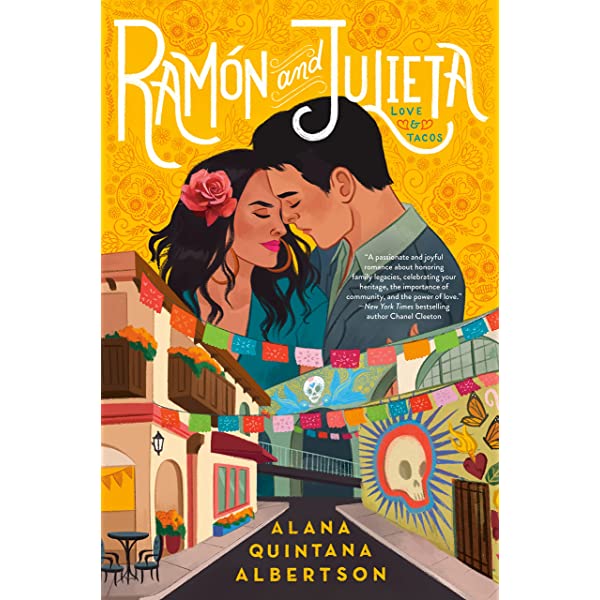 RAMÓN and JULIETA
LOVE
& TACOS
"A passionate and joyful
romance about honoring
family legacies, celebrating your
heritage, the importance of
community, and the power of love."
—New York Times bestselling
author Chanel Cleeton
ALANA
QUINTANA
ALBERTSON